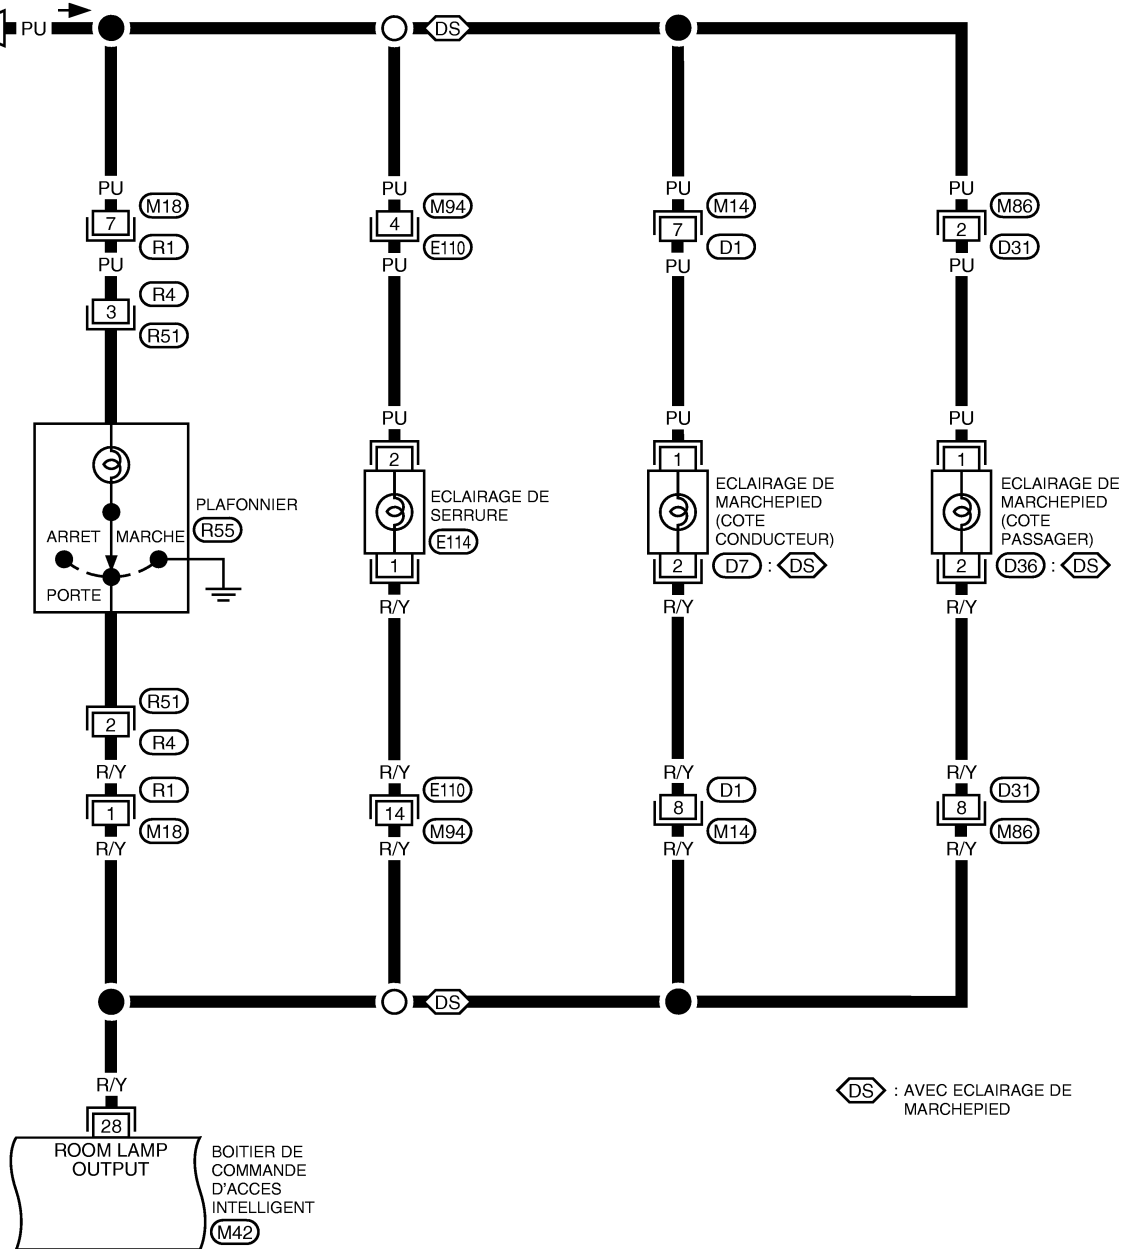 PU
DS
PU PU PU PU
7 M18 4 M94 7 M14 2 M86
R1 E110 D1 D31
PU PU PU PU
3 R4
R51
PU PU PU
2 1 1
PLAFONNIER
R55
ARRET MARCHE
PORTE
ECLAIRAGE DE
SERRURE
E114
1
ECLAIRAGE DE
MARCHEPIED
(COTE
CONDUCTEUR)
2 D7 : DS
ECLAIRAGE DE
MARCHEPIED
(COTE
PASSAGER)
2 D36 : DS
R/Y R/Y R/Y
2 R51
R4
R/Y R/Y R/Y R/Y
1 R1 14 E110 8 D1 8 D31
M18 M94 M14 M86
R/Y R/Y R/Y R/Y
DS
R/Y
28
ROOM LAMP
OUTPUT
BOITIER DE
COMMANDE
D'ACCES
INTELLIGENT
M42
DS : AVEC ECLAIRAGE DE
MARCHEPIED